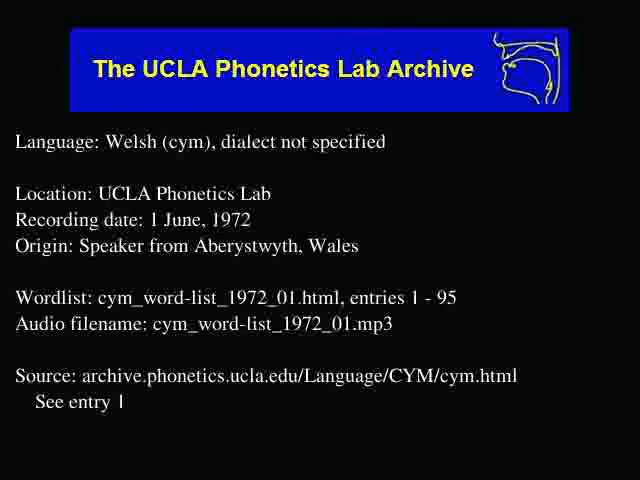 The UCLA Phonetics Lab Archive
Language: Welsh (cym), dialect not specified
Location: UCLA Phonetics Lab
Recording date: 1 June, 1972
Origin: Speaker from Aberystwyth, Wales
Wordlist: cym_word-list_1972_01.html, entries 1 - 95
Audio filename: cym_word-list_1972_01.mp3
Source: archive.phonetics.ucla.edu/Language/CYM/cym.html
See entry 1